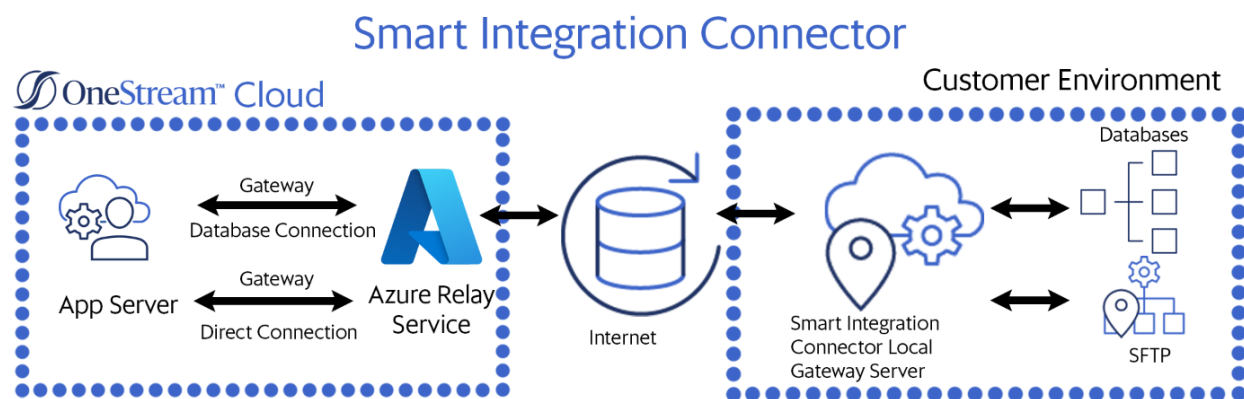 Smart Integration Connector
OneStream™ Cloud
Customer Environment
Gateway
Database Connection
Gateway
Direct Connection
App Server
Azure Relay
Service
Internet
Smart Integration
Connector Local
Gateway Server
Databases
SFTP